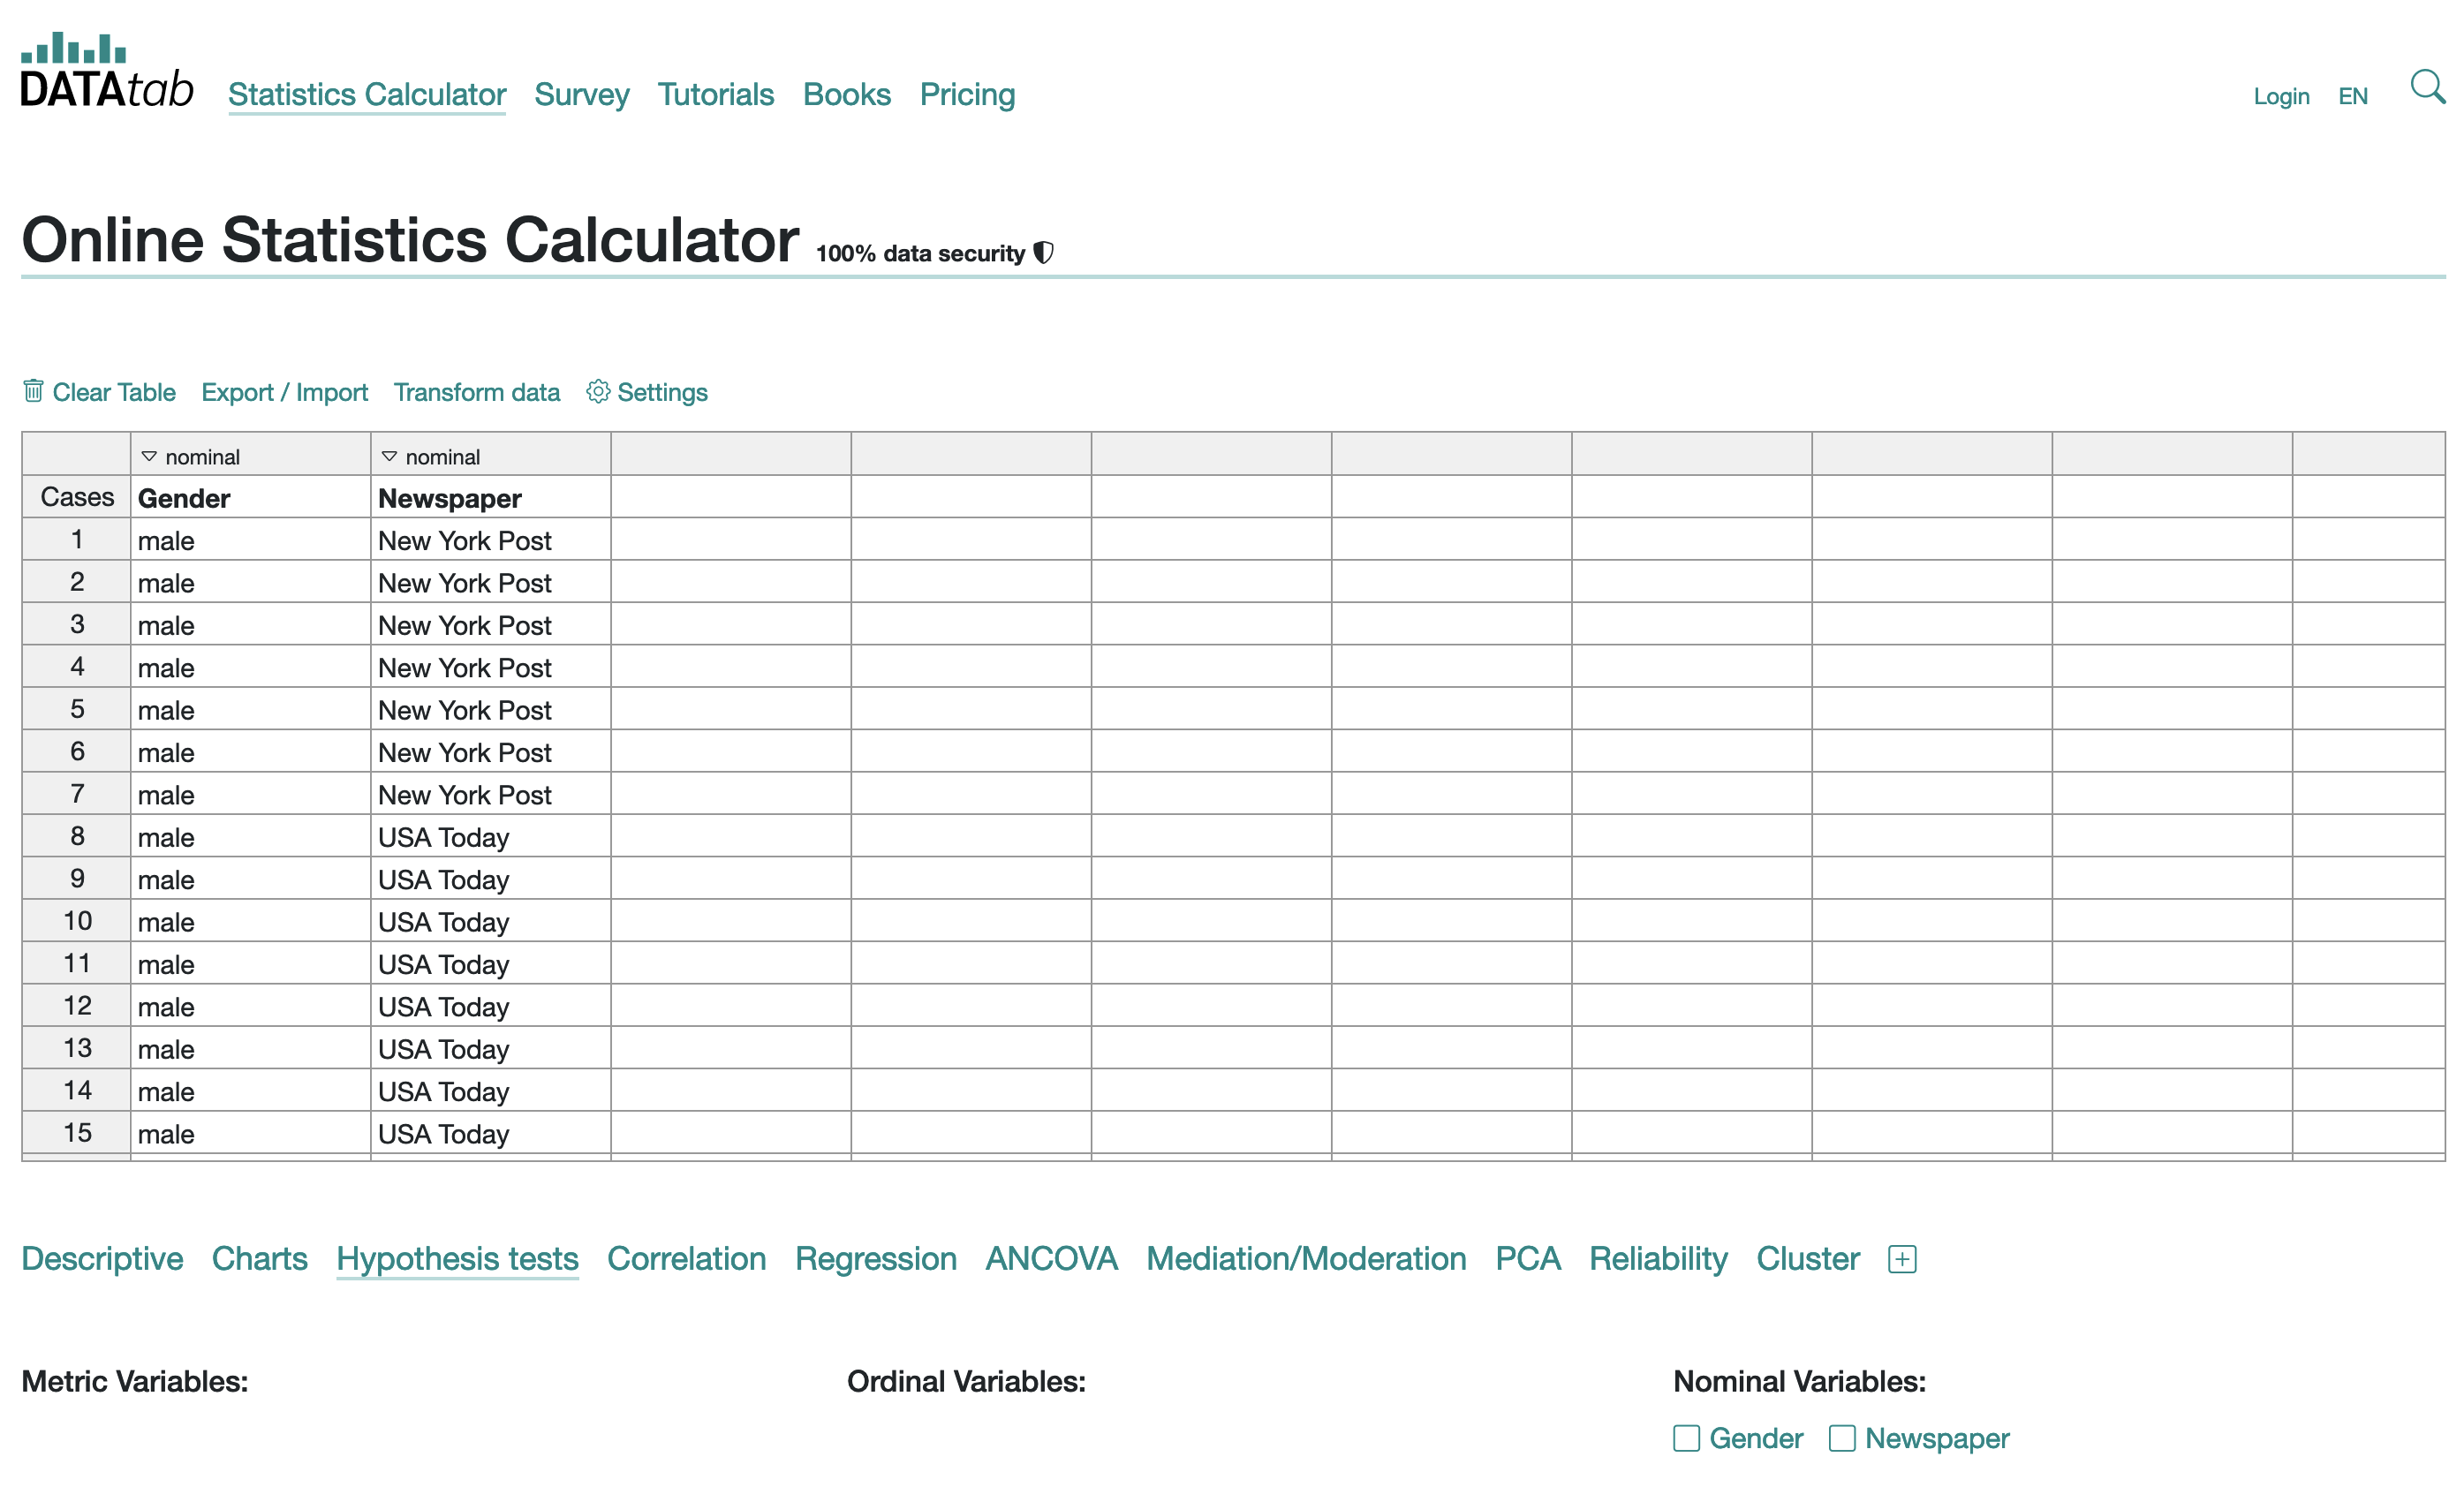 DATAtab Statistics Calculator Survey Tutorials Books Pricing Login EN
Online Statistics Calculator 100% data security
Clear Table Export / Import Transform data Settings
nominal nominal
Cases Gender Newspaper
1 male New York Post
2 male New York Post
3 male New York Post
4 male New York Post
5 male New York Post
6 male New York Post
7 male New York Post
8 male USA Today
9 male USA Today
10 male USA Today
11 male USA Today
12 male USA Today
13 male USA Today
14 male USA Today
15 male USA Today
Descriptive Charts Hypothesis tests Correlation Regression ANCOVA Mediation/Moderation PCA Reliability Cluster
Metric Variables: Ordinal Variables: Nominal Variables:
Gender Newspaper